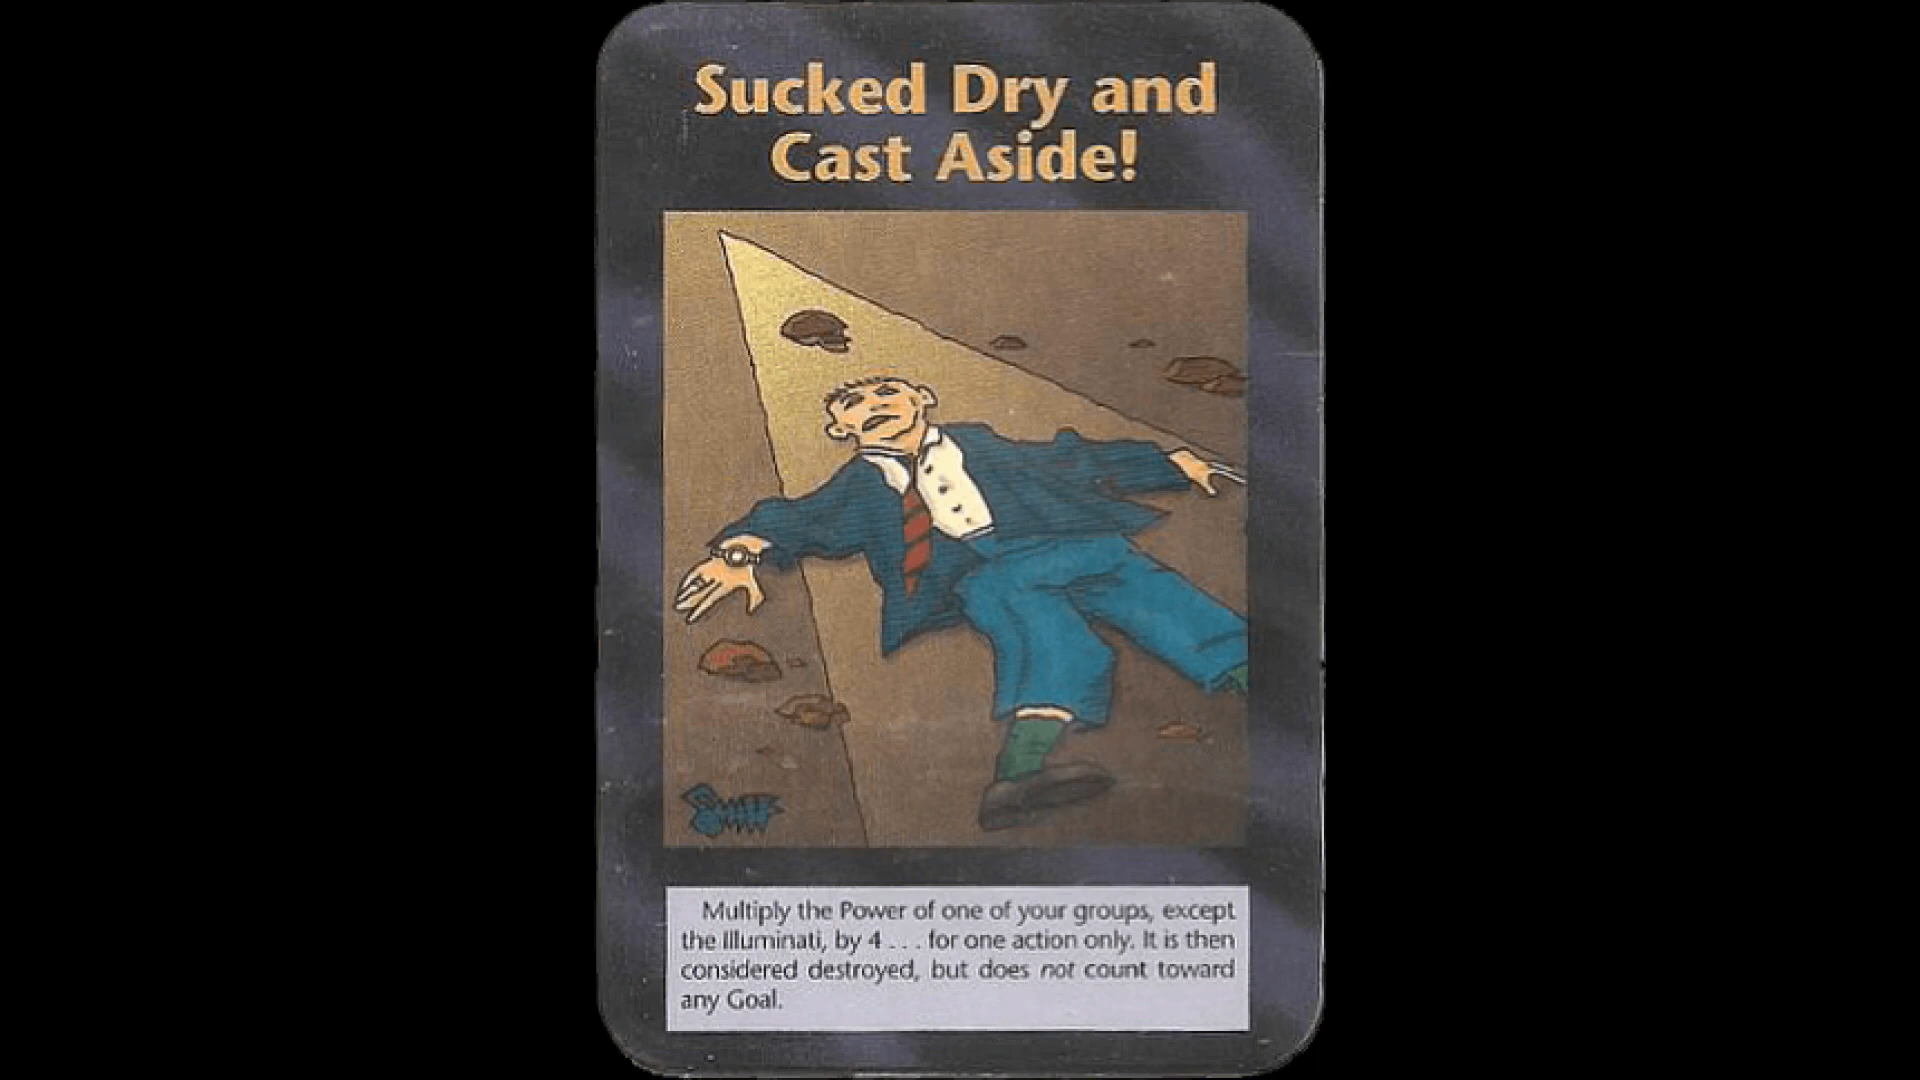 Sucked Dry and
Cast Aside!
Multiply the Power of one of your groups, except
the Illuminati, by 4 . . . for one action only. It is then
considered destroyed, but does not count toward
any Goal.